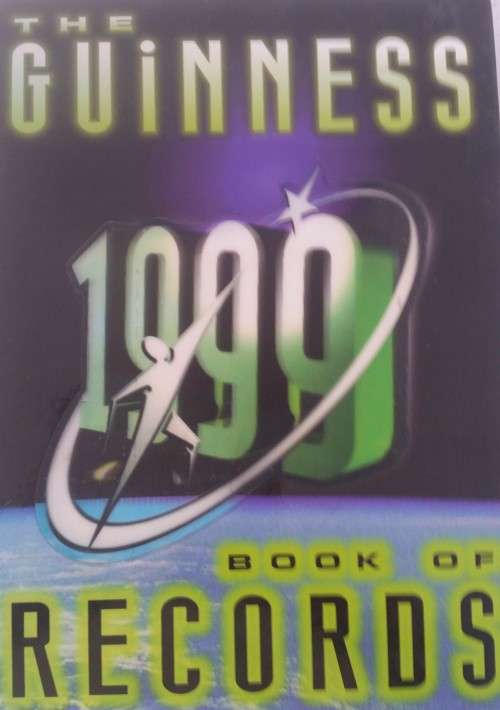 THE
GUiNNESS
1999
BOOK OF
RECORDS